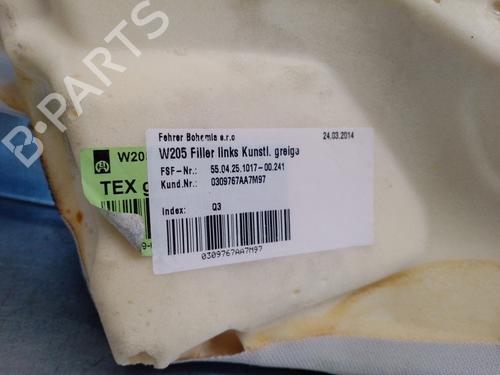 B-PARTS
Fehrer Bohemia s.r.o
24.03.2014
W205 Filler links Kunstl. greige
FSF-Nr.: 55.04.25.1017-00.241
Kund.Nr.: 0309767AA7M97
Index: Q3
0309767AA7M97
W205
TEX g